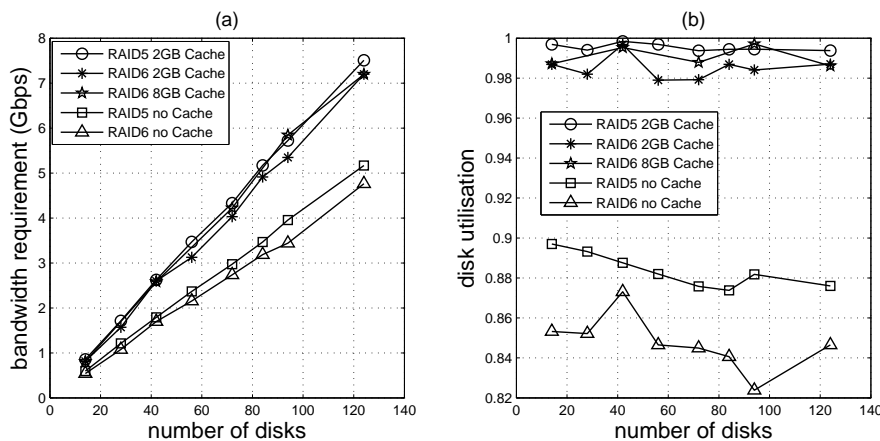 (a)
bandwidth requirement (Gbps)
8
7
6
5
4
3
2
1
0
RAID5 2GB Cache
RAID6 2GB Cache
RAID6 8GB Cache
RAID5 no Cache
RAID6 no Cache
0 20 40 60 80 100 120 140
number of disks
(b)
disk utilisation
1
0.98
0.96
0.94
0.92
0.9
0.88
0.86
0.84
0.82
RAID5 2GB Cache
RAID6 2GB Cache
RAID6 8GB Cache
RAID5 no Cache
RAID6 no Cache
0 20 40 60 80 100 120 140
number of disks